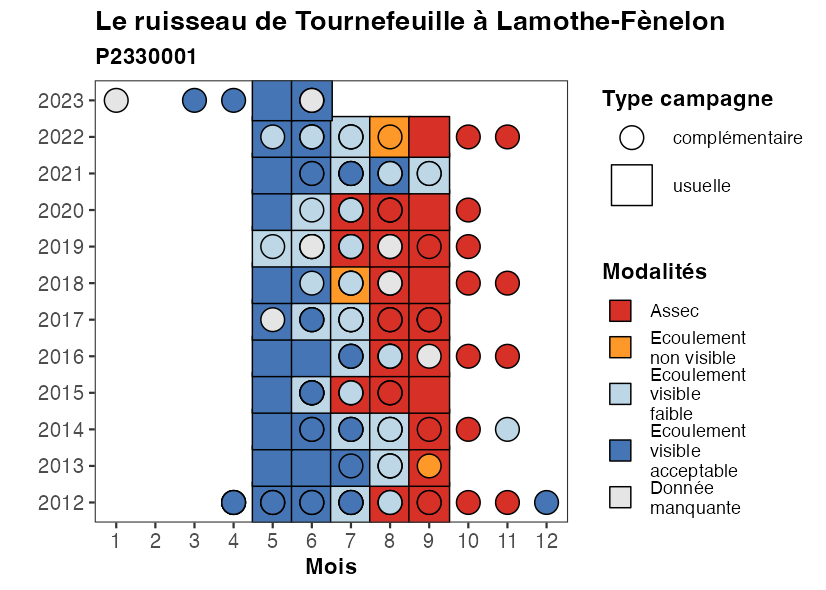 Le ruisseau de Tournefeuille à Lamothe-Fènelon
P2330001
2023
2022
2021
2020
2019
2018
2017
2016
2015
2014
2013
2012
1 2 3 4 5 6 7 8 9 10 11 12
Mois
Type campagne
complémentaire
usuelle
Modalités
Assec
Ecoulement
non visible
Ecoulement
visible
faible
Ecoulement
visible
acceptable
Donnée
manquante